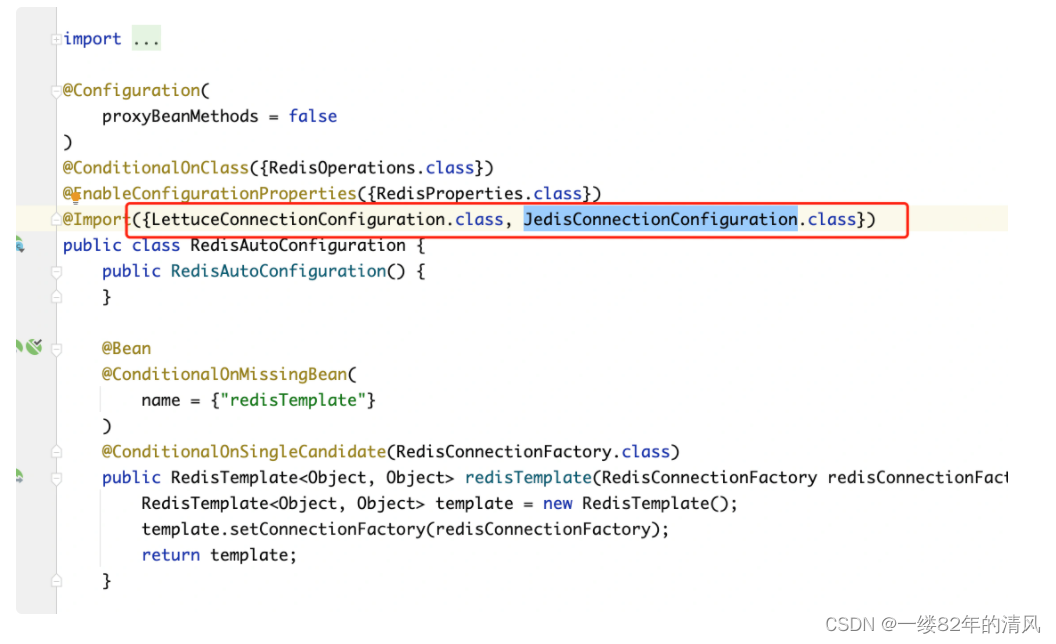 import ...
@Configuration(
    proxyBeanMethods = false
)
@ConditionalOnClass({RedisOperations.class})
@EnableConfigurationProperties({RedisProperties.class})
@Import({LettuceConnectionConfiguration.class, JedisConnectionConfiguration.class})
public class RedisAutoConfiguration {
    public RedisAutoConfiguration() {
    }
    @Bean
    @ConditionalOnMissingBean(
        name = {"redisTemplate"}
    )
    @ConditionalOnSingleCandidate(RedisConnectionFactory.class)
    public RedisTemplate<Object, Object> redisTemplate(RedisConnectionFactory redisConnectionFact
        RedisTemplate<Object, Object> template = new RedisTemplate();
        template.setConnectionFactory(redisConnectionFactory);
        return template;
    }
CSDN @一缕82年的清风